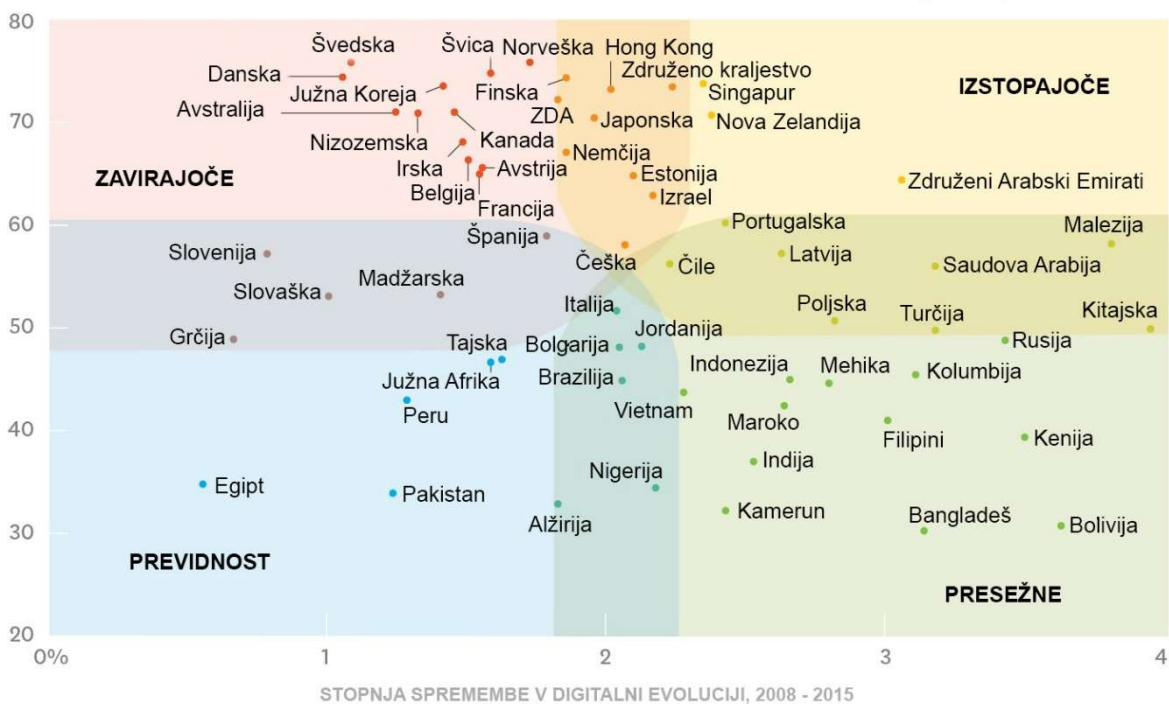 80
Švedska
Švica
Norveška
Hong Kong
Danska
Južna Koreja
Finska
Združeno kraljestvo
Singapur
IZSTOPAJOČE
Avstralija
ZDA
Japonska
Nova Zelandija
70
Nizozemska
Kanada
Irska
Nemčija
ZAVIRAJOČE
Belgija
Avstrija
Estonija
Združeni Arabski Emirati
Francija
Izrael
60
Portugalska
Malezija
Slovenija
Španija
Češka
Čile
Latvija
Saudova Arabija
Slovaška
Madžarska
Italija
Poljska
Turčija
Kitajska
50
Grčija
Tajska
Bolgarija
Jordanija
Rusija
Južna Afrika
Brazilija
Indonezija
Mehika
Kolumbija
Peru
Vietnam
Maroko
40
Filipini
Kenija
Egipt
Pakistan
Nigerija
Indija
Alžirija
Kamerun
Bangladeš
Bolivija
30
PREVIDNOST
PRESEŽNE
20
0% 1 2 3 4
STOPNJA SPREMEMBE V DIGITALNI EVOLUCIJI, 2008 - 2015